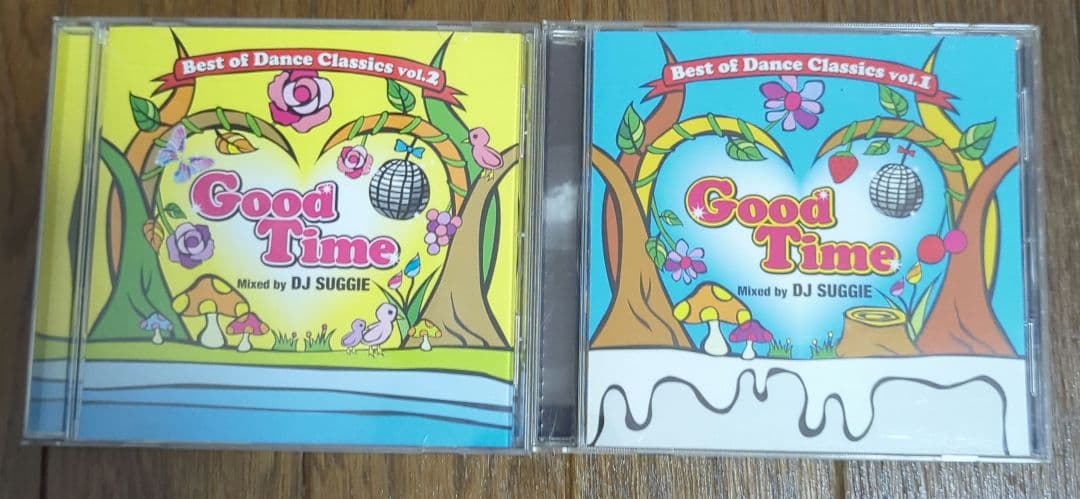 Best of Dance Classics vol.2
Good
Time
Mixed by DJ SUGGIE
Best of Dance Classics vol.1
Good
Time
Mixed by DJ SUGGIE